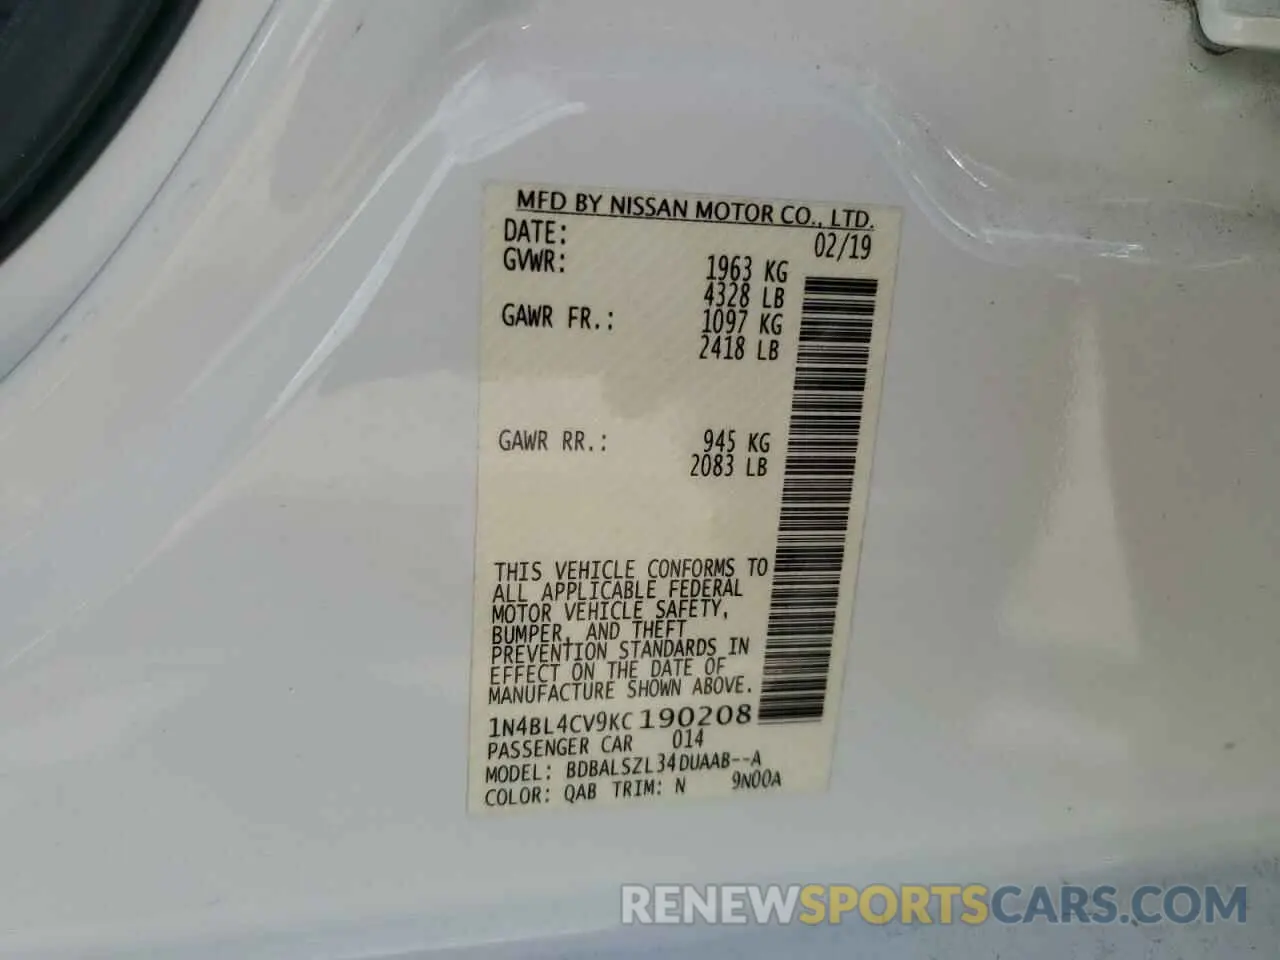 MFD BY NISSAN MOTOR CO., LTD.
DATE: 02/19
GVWR: 1963 KG
4328 LB
GAWR FR.: 1097 KG
2418 LB
GAWR RR.: 945 KG
2083 LB
THIS VEHICLE CONFORMS TO
ALL APPLICABLE FEDERAL
MOTOR VEHICLE SAFETY,
BUMPER, AND THEFT
PREVENTION STANDARDS IN
EFFECT ON THE DATE OF
MANUFACTURE SHOWN ABOVE.
1N4BL4CV9KC190208
PASSENGER CAR 014
MODEL: BDBALSZL34DUAAB--A
COLOR: QAB TRIM: N 9N00A
RENEWSPORTSCARS.COM